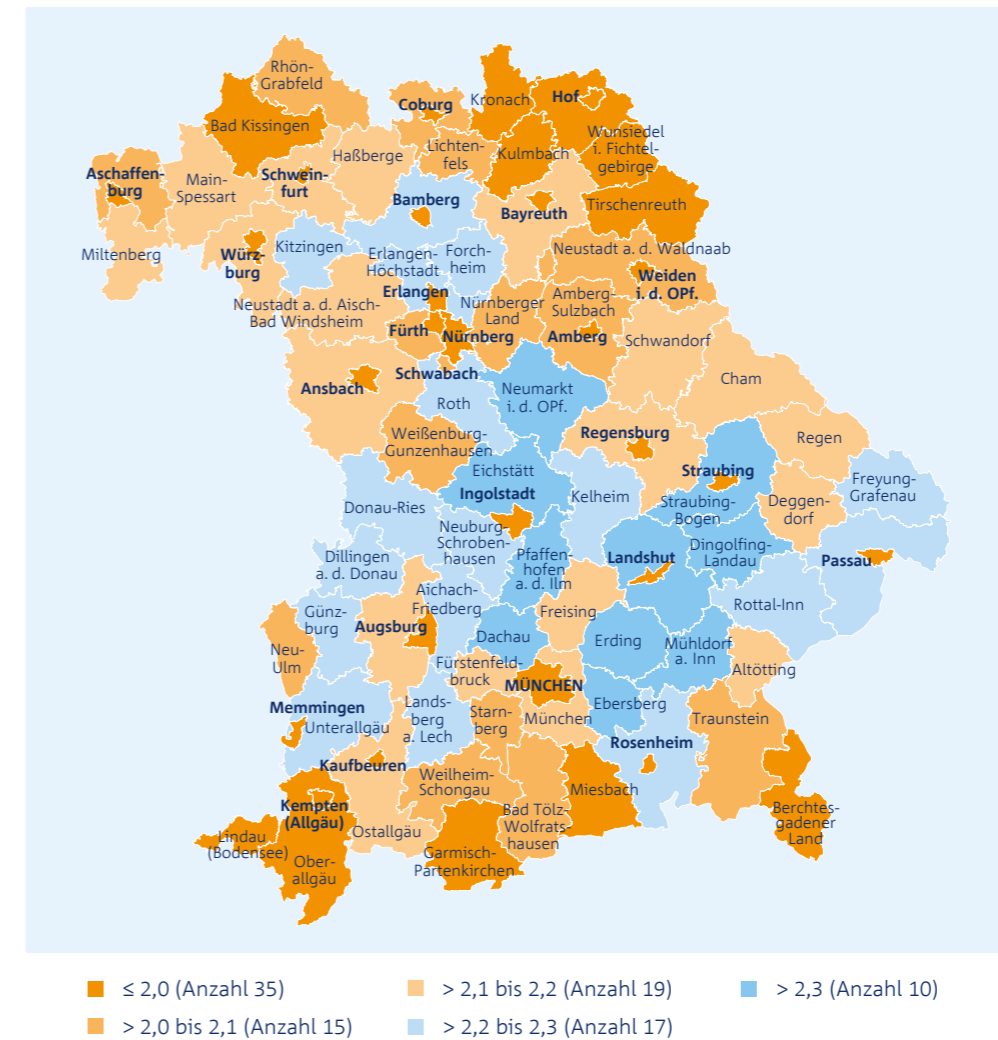 Rhön-
Grabfeld
Coburg
Kronach
Hof
Bad Kissingen
Wunsiedel
i. Fichtel-
gebirge
Lichten-
fels
Haßberge
Kulmbach
Aschaffen-
burg
Main-
Spessart
Schwein-
furt
Bamberg
Bayreuth
Tirschenreuth
Miltenberg
Würz-
burg
Kitzingen
Erlangen-
Höchstadt
Forch-
heim
Neustadt a. d. Waldnaab
Weiden
i. d. OPf.
Erlangen
Neustadt a. d. Aisch-
Bad Windsheim
Nürnberger
Land
Amberg-
Sulzbach
Fürth
Nürnberg
Amberg
Schwandorf
Ansbach
Schwabach
Roth
Neumarkt
i. d. OPf.
Cham
Weißenburg-
Gunzenhausen
Regensburg
Regen
Eichstätt
Ingolstadt
Kelheim
Straubing
Straubing-
Bogen
Freyung-
Grafenau
Deggen-
dorf
Donau-Ries
Neuburg-
Schroben-
hausen
Pfaffen-
hofen
a. d. Ilm
Landshut
Dingolfing-
Landau
Passau
Dillingen
a. d. Donau
Aichach-
Friedberg
Freising
Rottal-Inn
Günz-
burg
Augsburg
Dachau
Erding
Mühldorf
a. Inn
Neu-
Ulm
Fürstenfeld-
bruck
MÜNCHEN
Altötting
Memmingen
Unterallgäu
Lands-
berg
a. Lech
Starn-
berg
München
Ebersberg
Traunstein
Rosenheim
Kaufbeuren
Weilheim-
Schongau
Miesbach
Kempten
(Allgäu)
Bad Tölz-
Wolfrats-
hausen
Berchtes-
gadener
Land
Lindau
(Bodensee)
Ostallgäu
Ober-
allgäu
Garmisch-
Partenkirchen
≤ 2,0 (Anzahl 35)
> 2,1 bis 2,2 (Anzahl 19)
> 2,3 (Anzahl 10)
> 2,0 bis 2,1 (Anzahl 15)
> 2,2 bis 2,3 (Anzahl 17)